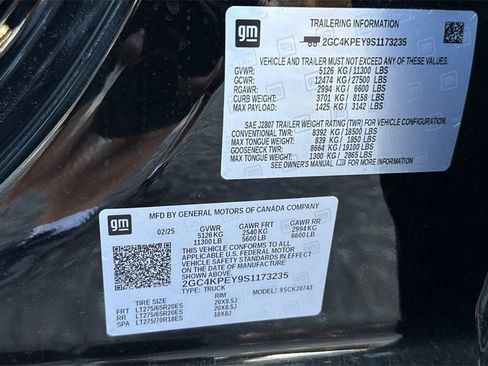 gm
TRAILERING INFORMATION
2GC4KPEY9S1173235
VEHICLE AND TRAILER MUST NOT EXCEED ANY OF THESE VALUES.
GVWR: 5126 KG / 11300 LBS
GCWR: 12474 KG / 27500 LBS
RGAWR: 2994 KG / 6600 LBS
CURB WEIGHT: 3701 KG / 8158 LBS
MAX PAYLOAD: 1425 KG / 3142 LBS
SAE J2807 TRAILER WEIGHT RATING (TWR) FOR VEHICLE CONFIGURATION.
CONVENTIONAL TWR: 8392 KG / 18500 LBS
MAX TONGUE WEIGHT: 839 KG / 1850 LBS
GOOSENECK TWR: 8664 KG / 19100 LBS
MAX TONGUE WEIGHT: 1300 KG / 2865 LBS
SEE OWNER'S MANUAL FOR MORE INFORMATION
gm
MFD BY GENERAL MOTORS OF CANADA COMPANY
02/25 GVWR GAWR FRT GAWR RR
5126 KG 2540 KG 2994 KG
11300 LB 5600 LB 6600 LB
THIS VEHICLE CONFORMS TO ALL
APPLICABLE U.S. FEDERAL MOTOR
VEHICLE SAFETY STANDARDS IN EFFECT
ON THE DATE OF MANUFACTURE
SHOWN ABOVE.
2GC4KPEY9S1173235
TYPE: TRUCK MODEL: 95CK20743
TIRE SIZE RIM
FRT LT275/65R20ES 20X8.5J
RR LT275/65R20ES 20X8.5J
SPA LT275/70R18ES 18X8J